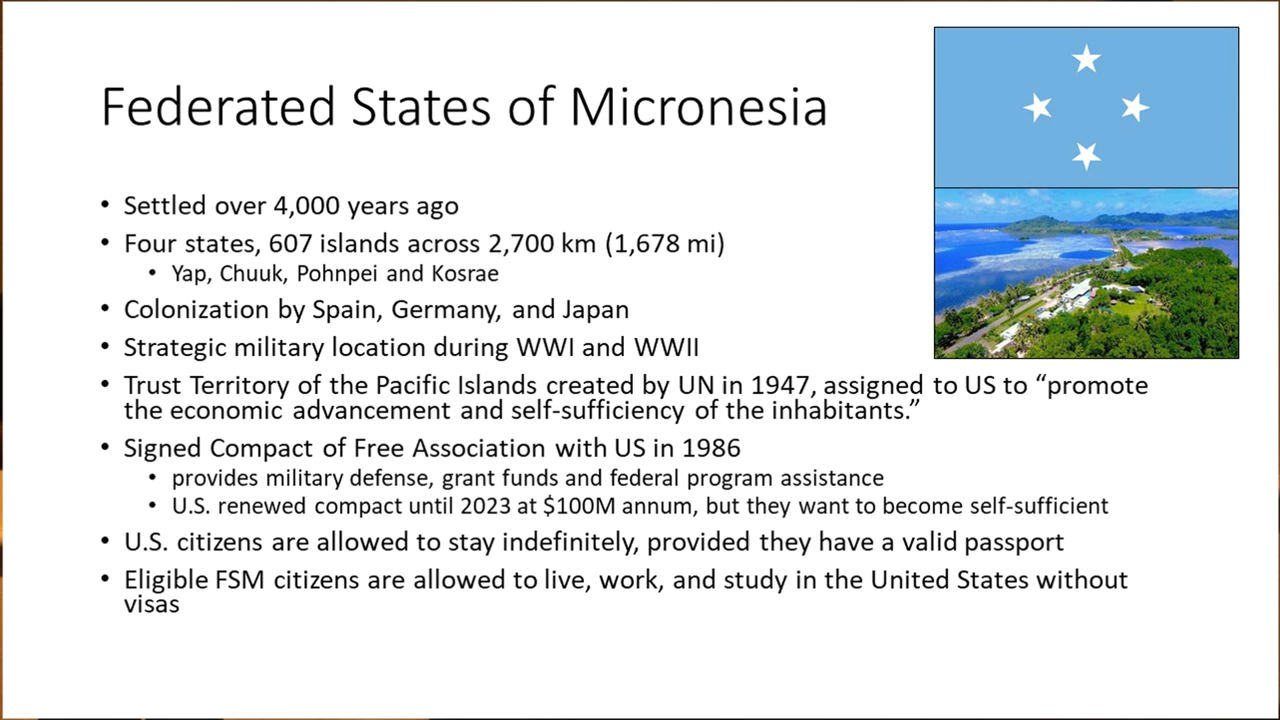 Federated States of Micronesia
• Settled over 4,000 years ago
• Four states, 607 islands across 2,700 km (1,678 mi)
• Yap, Chuuk, Pohnpei and Kosrae
• Colonization by Spain, Germany, and Japan
• Strategic military location during WWI and WWII
• Trust Territory of the Pacific Islands created by UN in 1947, assigned to US to “promote
the economic advancement and self-sufficiency of the inhabitants.”
• Signed Compact of Free Association with US in 1986
• provides military defense, grant funds and federal program assistance
• U.S. renewed compact until 2023 at $100M annum, but they want to become self-sufficient
• U.S. citizens are allowed to stay indefinitely, provided they have a valid passport
• Eligible FSM citizens are allowed to live, work, and study in the United States without
visas